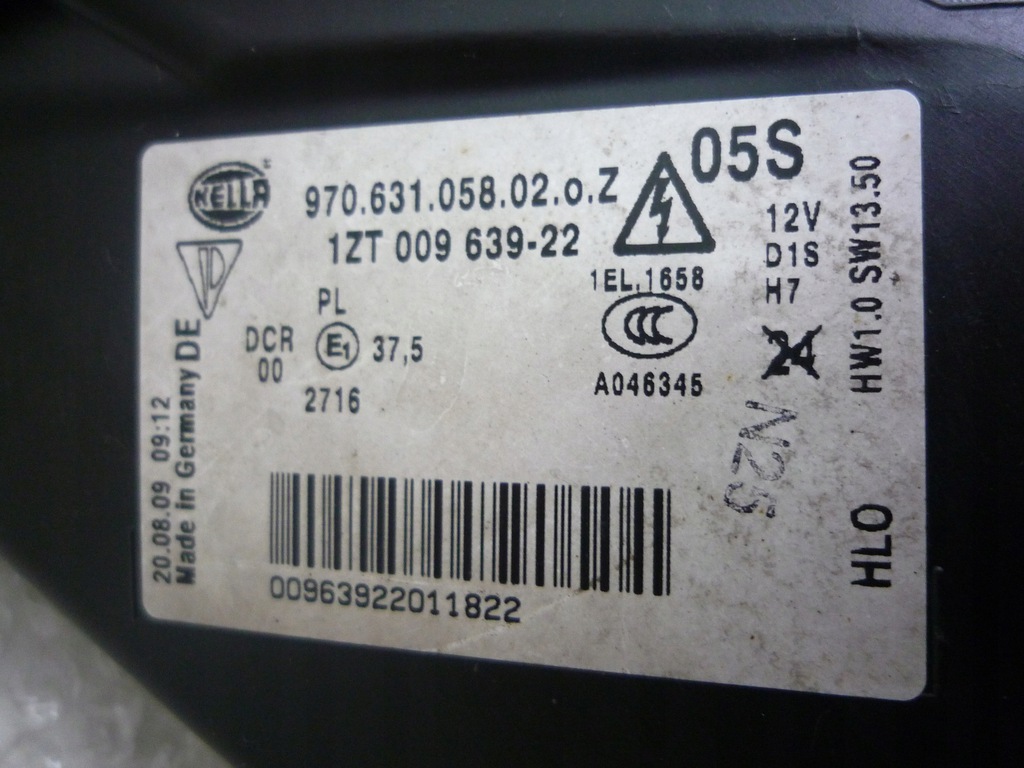 HELLA
970.631.058.02.o.Z
1ZT 009 639-22
05S
12V
D1S
H7
24
1EL.1658
CCC
A046345
PL
DCR
00
E1
37,5
2716
N25
HW1.0 SW13.50
HLO
20.08.09 09:12
Made in Germany DE
00963922011822